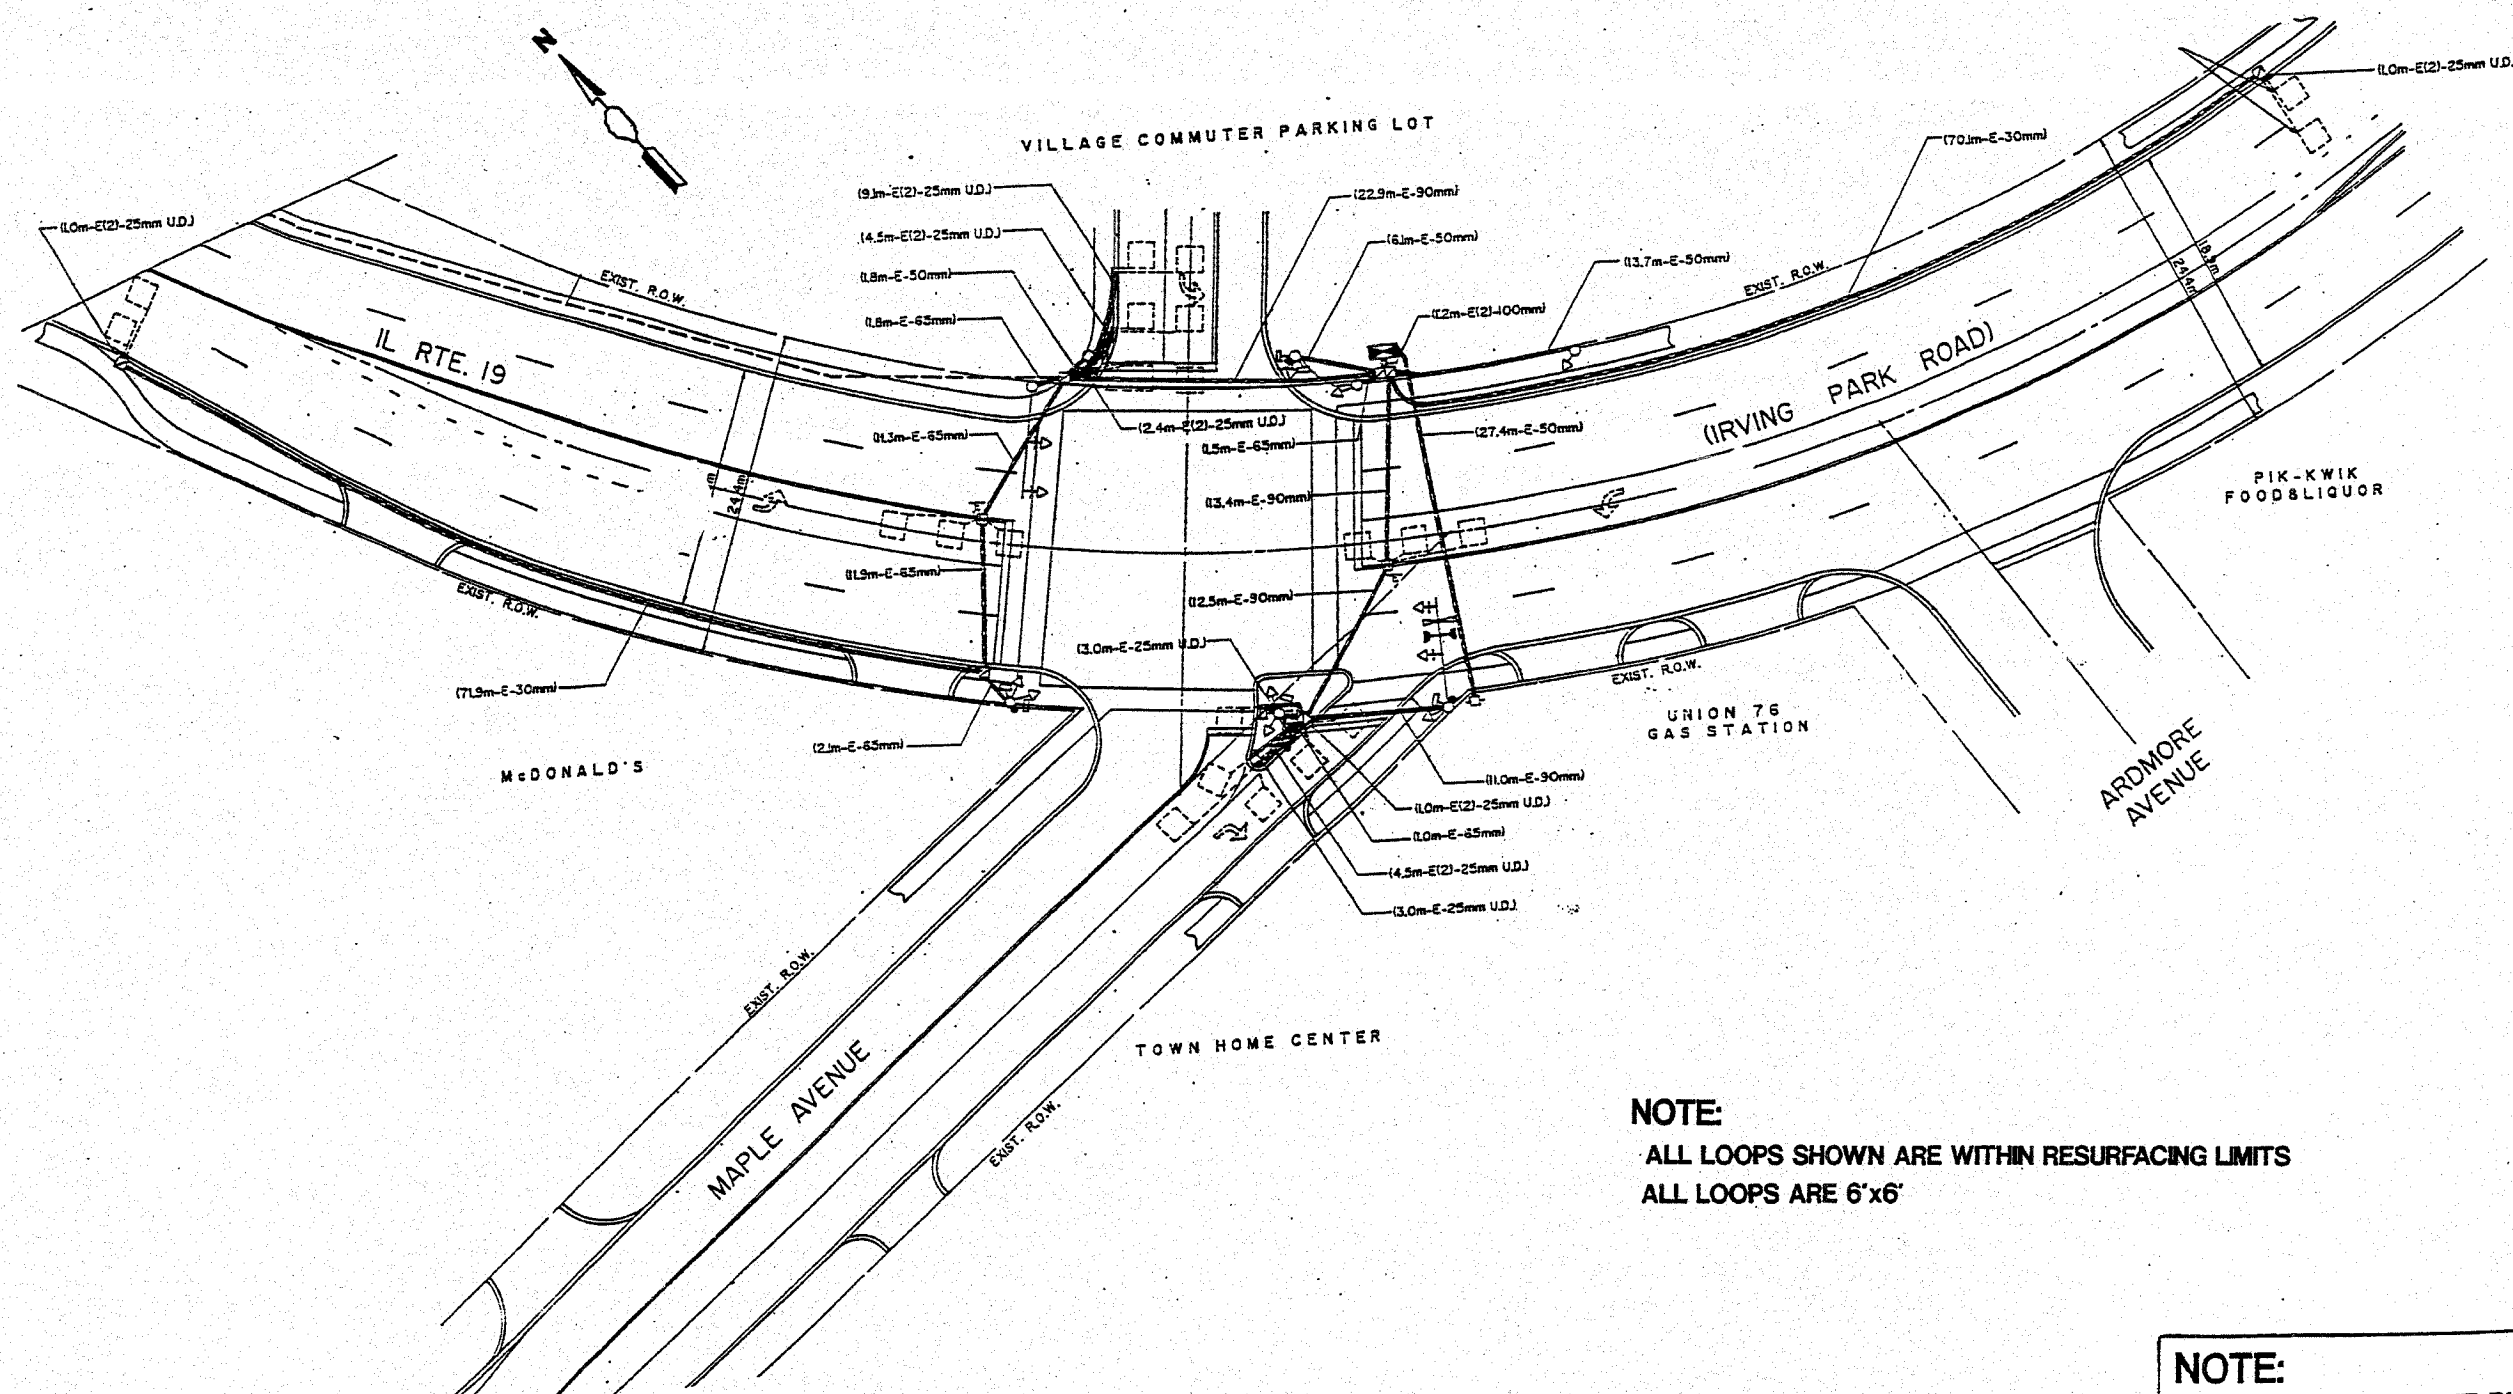 N
VILLAGE COMMUTER PARKING LOT
(1.0m-E(2)-25mm U.D.)
(1.0m-E(2)-25mm U.D.)
(70.1m-E-30mm)
(9.1m-E(2)-25mm U.D.)
(22.9m-E-90mm)
(4.5m-E(2)-25mm U.D.)
(6.1m-E-50mm)
(1.8m-E-50mm)
(13.7m-E-50mm)
(1.8m-E-65mm)
(1.2m-E(2)-100mm)
EXIST. R.O.W.
EXIST. R.O.W.
18.9m
24.4m
IL RTE. 19
(IRVING PARK ROAD)
(11.3m-E-65mm)
(2.4m-E(2)-25mm U.D.)
(1.5m-E-65mm)
(27.4m-E-50mm)
24.4m
(13.4m-E-90mm)
PIK-KWIK
FOOD&LIQUOR
(11.9m-E-65mm)
EXIST. R.O.W.
(12.5m-E-90mm)
(3.0m-E-25mm U.D.)
EXIST. R.O.W.
(71.9m-E-30mm)
UNION 76
GAS STATION
(2.1m-E-65mm)
McDONALD'S
ARDMORE
AVENUE
(11.0m-E-90mm)
(1.0m-E(2)-25mm U.D.)
(1.0m-E-65mm)
(4.5m-E(2)-25mm U.D.)
(3.0m-E-25mm U.D.)
EXIST. R.O.W.
TOWN HOME CENTER
MAPLE AVENUE
EXIST. R.O.W.
NOTE:
ALL LOOPS SHOWN ARE WITHIN RESURFACING LIMITS
ALL LOOPS ARE 6'x6'
NOTE: